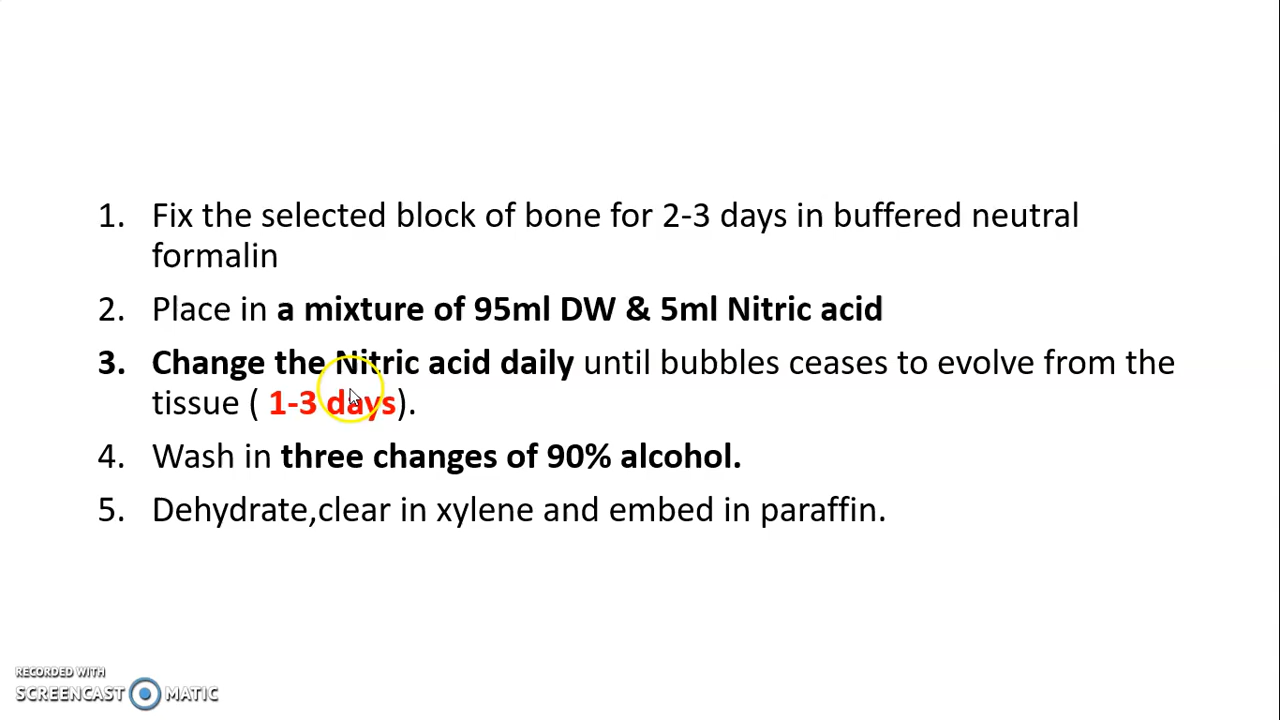 1. Fix the selected block of bone for 2-3 days in buffered neutral
formalin
2. Place in a mixture of 95ml DW & 5ml Nitric acid
3. Change the Nitric acid daily until bubbles ceases to evolve from the
tissue ( 1-3 days).
4. Wash in three changes of 90% alcohol.
5. Dehydrate,clear in xylene and embed in paraffin.
RECORDED WITH
SCREENCAST MATIC